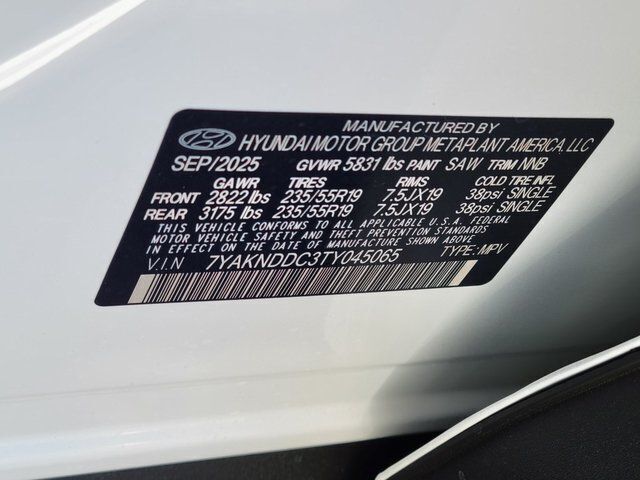 MANUFACTURED BY
HYUNDAI MOTOR GROUP METAPLANT AMERICA, LLC
SEP/2025 GVWR 5831 lbs PAINT SAW TRIM NNB
GAWR TIRES RIMS COLD TIRE INFL
FRONT 2822 lbs 235/55R19 7.5JX19 38psi SINGLE
REAR 3175 lbs 235/55R19 7.5JX19 38psi SINGLE
THIS VEHICLE CONFORMS TO ALL APPLICABLE U.S.A. FEDERAL
MOTOR VEHICLE SAFETY AND THEFT PREVENTION STANDARDS
IN EFFECT ON THE DATE OF MANUFACTURE SHOWN ABOVE.
V.I.N 7YAKNDDC3TY045065 TYPE: MPV